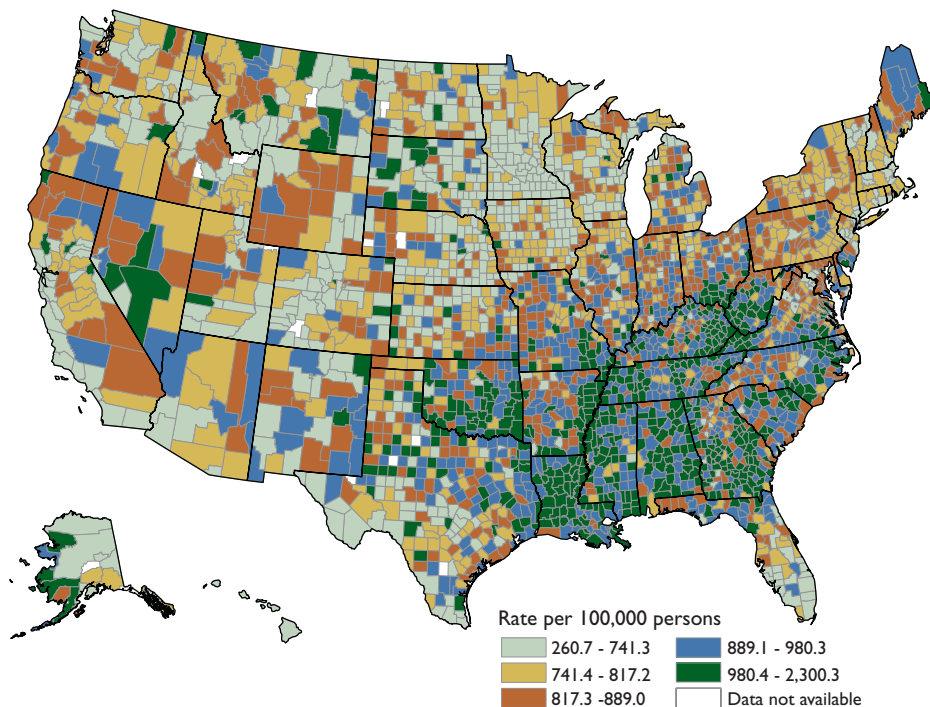 Rate per 100,000 persons
260.7 - 741.3
741.4 - 817.2
817.3 -889.0
889.1 - 980.3
980.4 - 2,300.3
Data not available